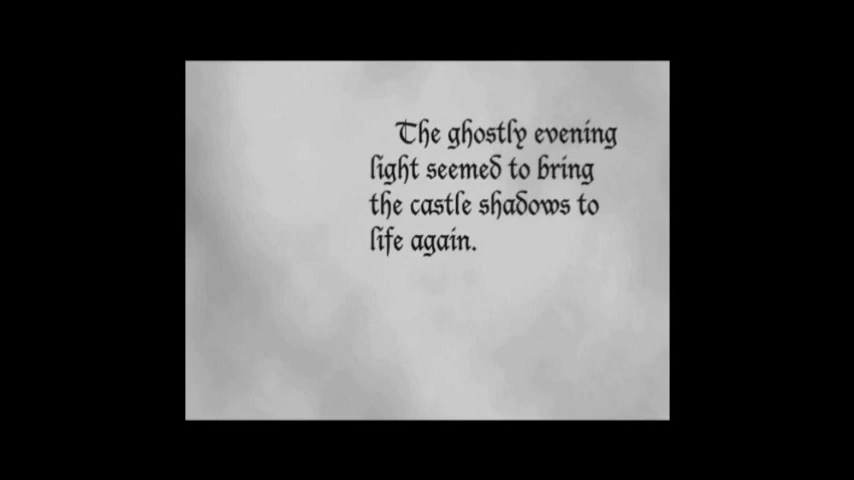 The ghostly evening
light seemed to bring
the castle shadows to
life again.